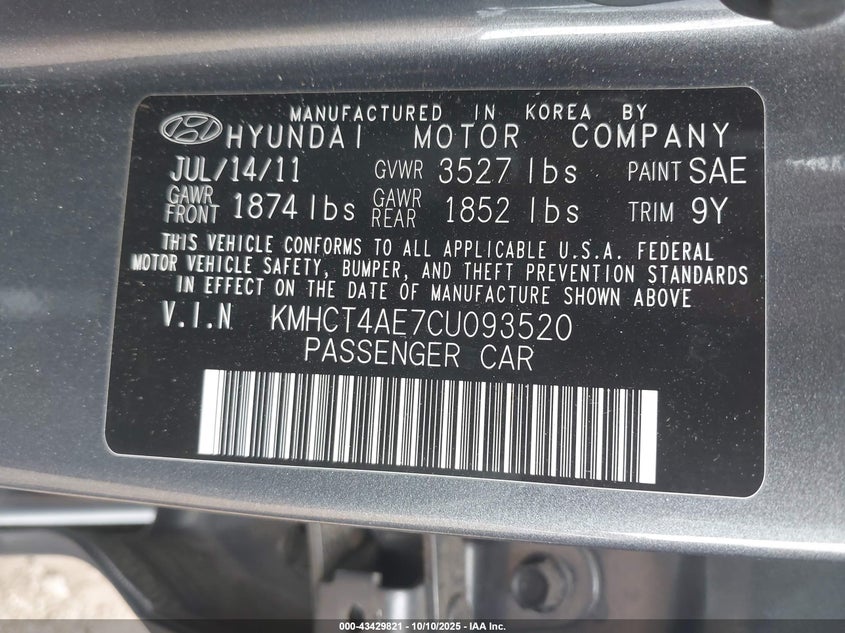 MANUFACTURED IN KOREA BY
HYUNDAI MOTOR COMPANY
JUL/14/11 GVWR 3527 lbs PAINT SAE
GAWR FRONT 1874 lbs GAWR REAR 1852 lbs TRIM 9Y
THIS VEHICLE CONFORMS TO ALL APPLICABLE U.S.A. FEDERAL
MOTOR VEHICLE SAFETY, BUMPER, AND THEFT PREVENTION STANDARDS
IN EFFECT ON THE DATE OF MANUFACTURE SHOWN ABOVE
V.I.N KMHCT4AE7CU093520
PASSENGER CAR
000-43429821 - 10/10/2025 - IAA Inc.